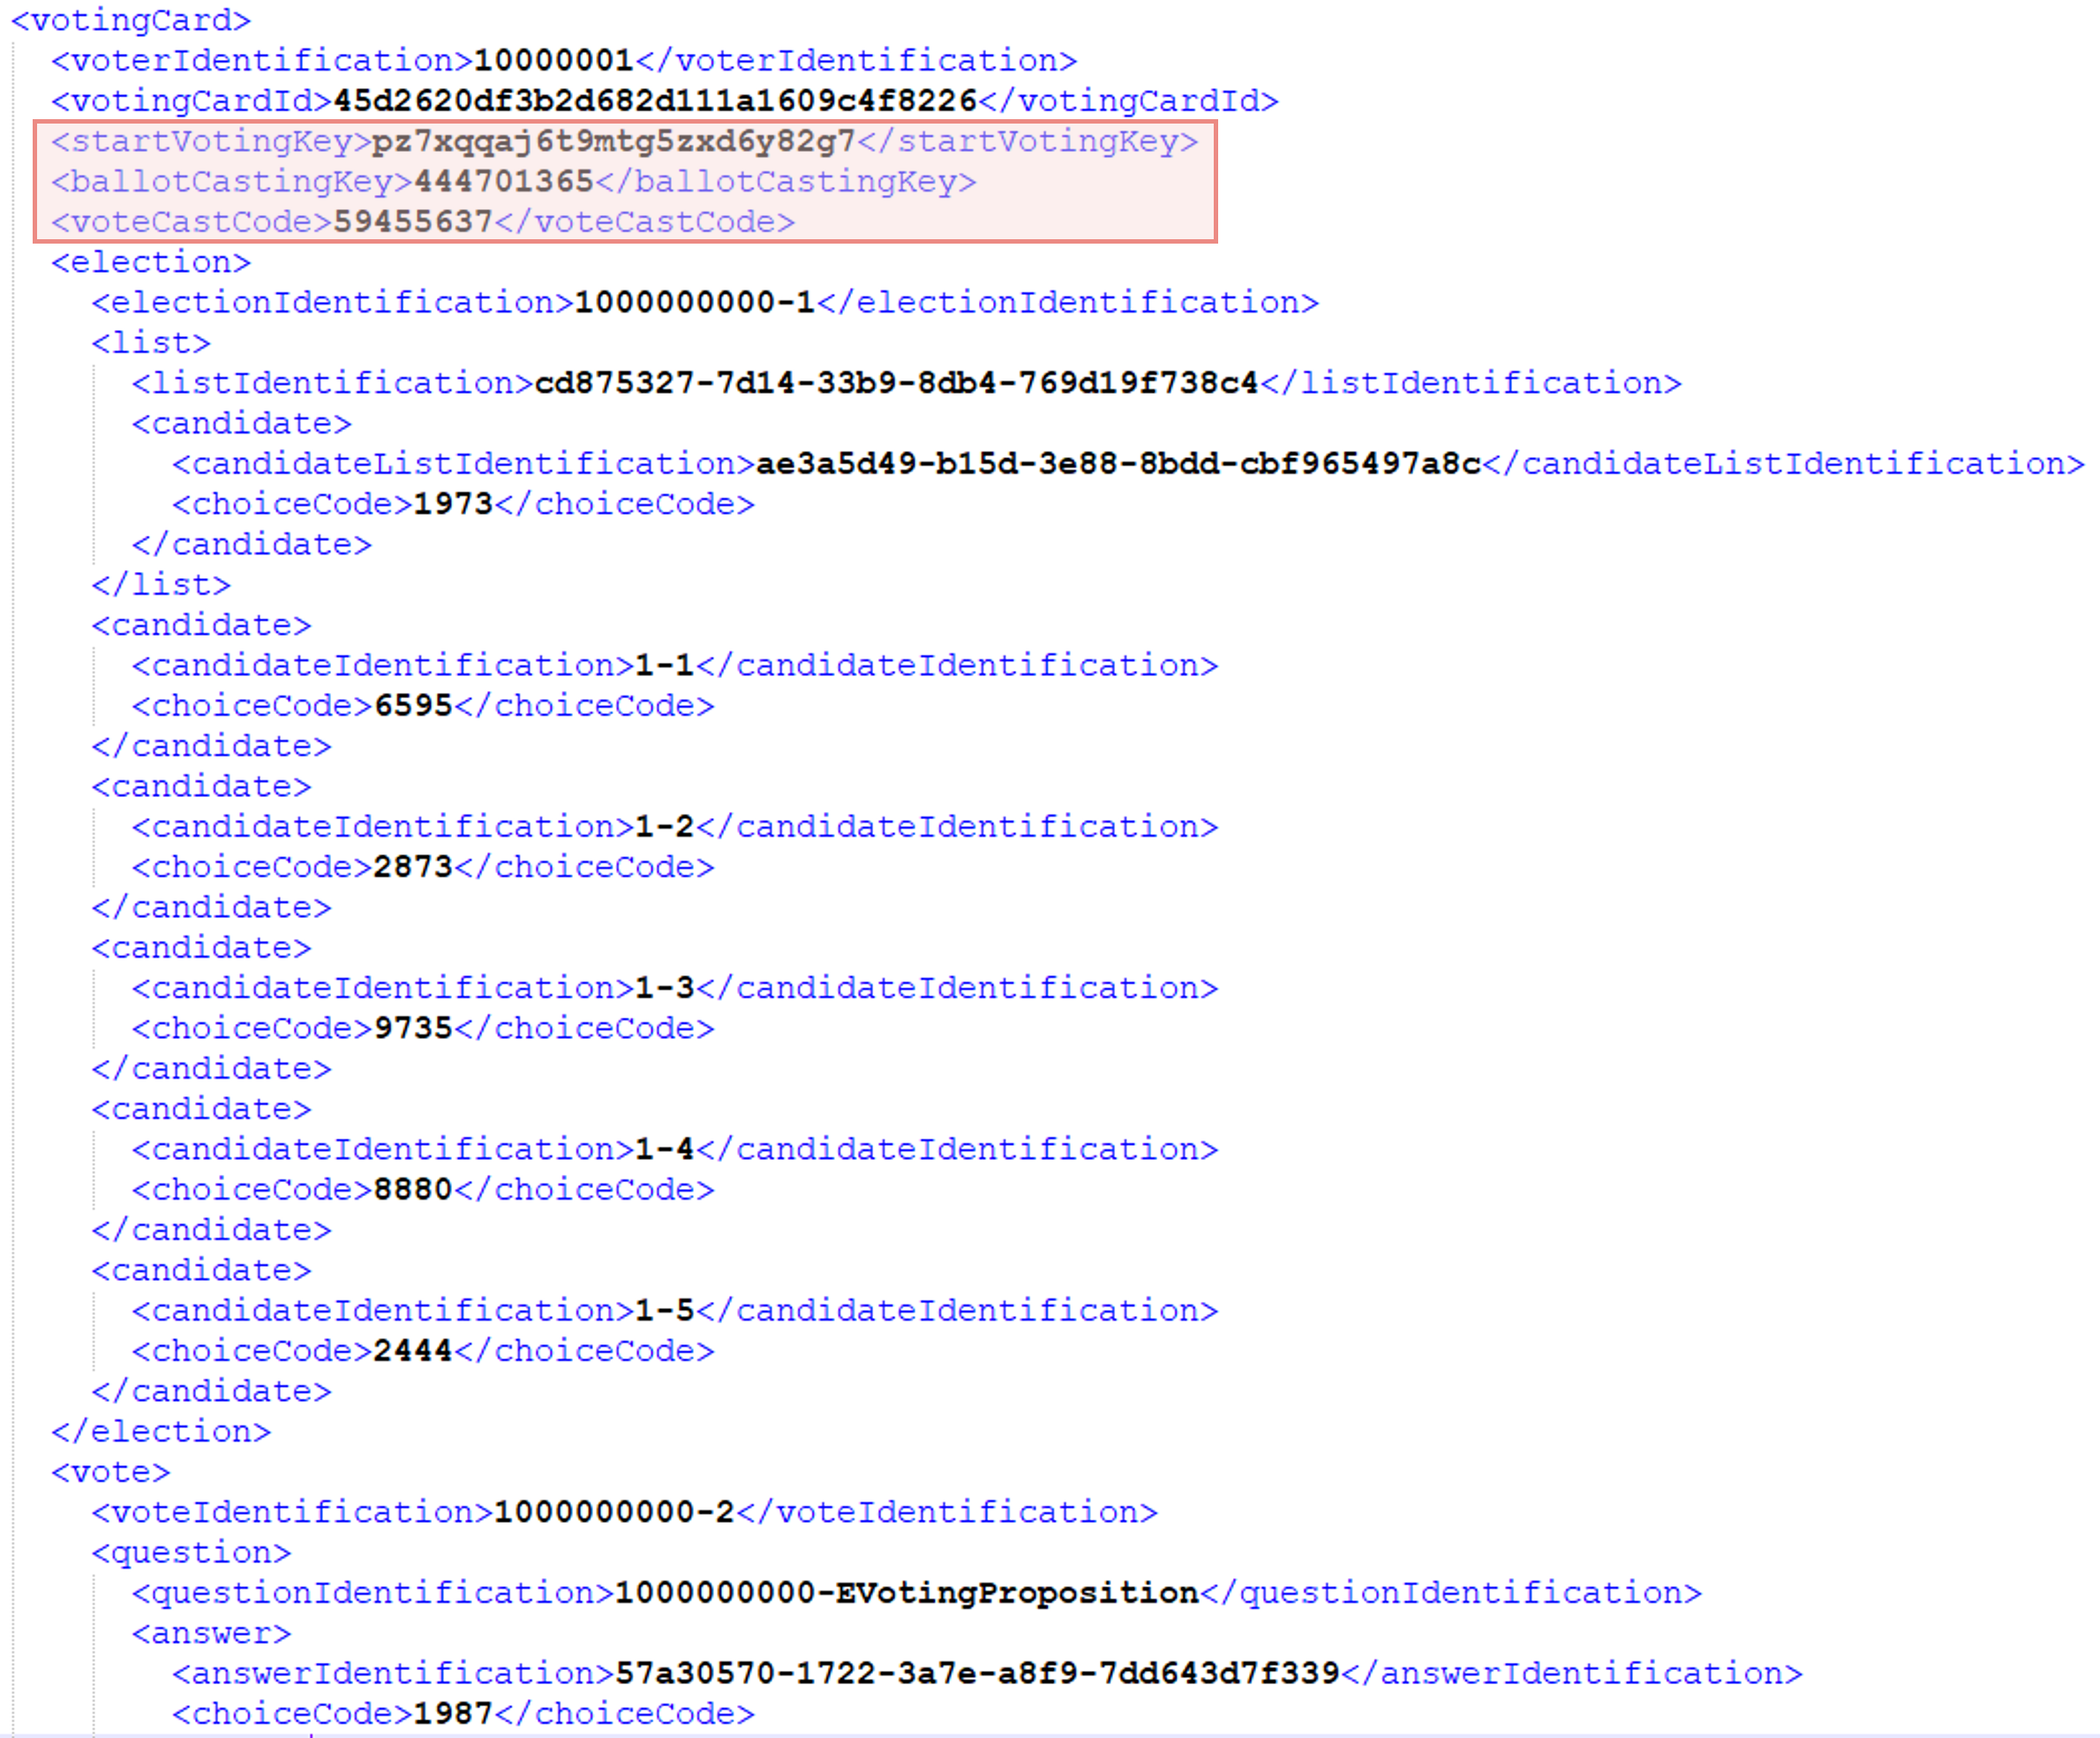 <votingCard>
<voterIdentification>10000001</voterIdentification>
<votingCardId>45d2620df3b2d682d111a1609c4f8226</votingCardId>
<startVotingKey>pz7xqqaj6t9mtg5zxd6y82g7</startVotingKey>
<ballotCastingKey>444701365</ballotCastingKey>
<voteCastCode>59455637</voteCastCode>
<election>
<electionIdentification>1000000000-1</electionIdentification>
<list>
<listIdentification>cd875327-7d14-33b9-8db4-769d19f738c4</listIdentification>
<candidate>
<candidateListIdentification>ae3a5d49-b15d-3e88-8bdd-cbf965497a8c</candidateListIdentification>
<choiceCode>1973</choiceCode>
</candidate>
</list>
<candidate>
<candidateIdentification>1-1</candidateIdentification>
<choiceCode>6595</choiceCode>
</candidate>
<candidate>
<candidateIdentification>1-2</candidateIdentification>
<choiceCode>2873</choiceCode>
</candidate>
<candidate>
<candidateIdentification>1-3</candidateIdentification>
<choiceCode>9735</choiceCode>
</candidate>
<candidate>
<candidateIdentification>1-4</candidateIdentification>
<choiceCode>8880</choiceCode>
</candidate>
<candidate>
<candidateIdentification>1-5</candidateIdentification>
<choiceCode>2444</choiceCode>
</candidate>
</election>
<vote>
<voteIdentification>1000000000-2</voteIdentification>
<question>
<questionIdentification>1000000000-EVotingProposition</questionIdentification>
<answer>
<answerIdentification>57a30570-1722-3a7e-a8f9-7dd643d7f339</answerIdentification>
<choiceCode>1987</choiceCode>